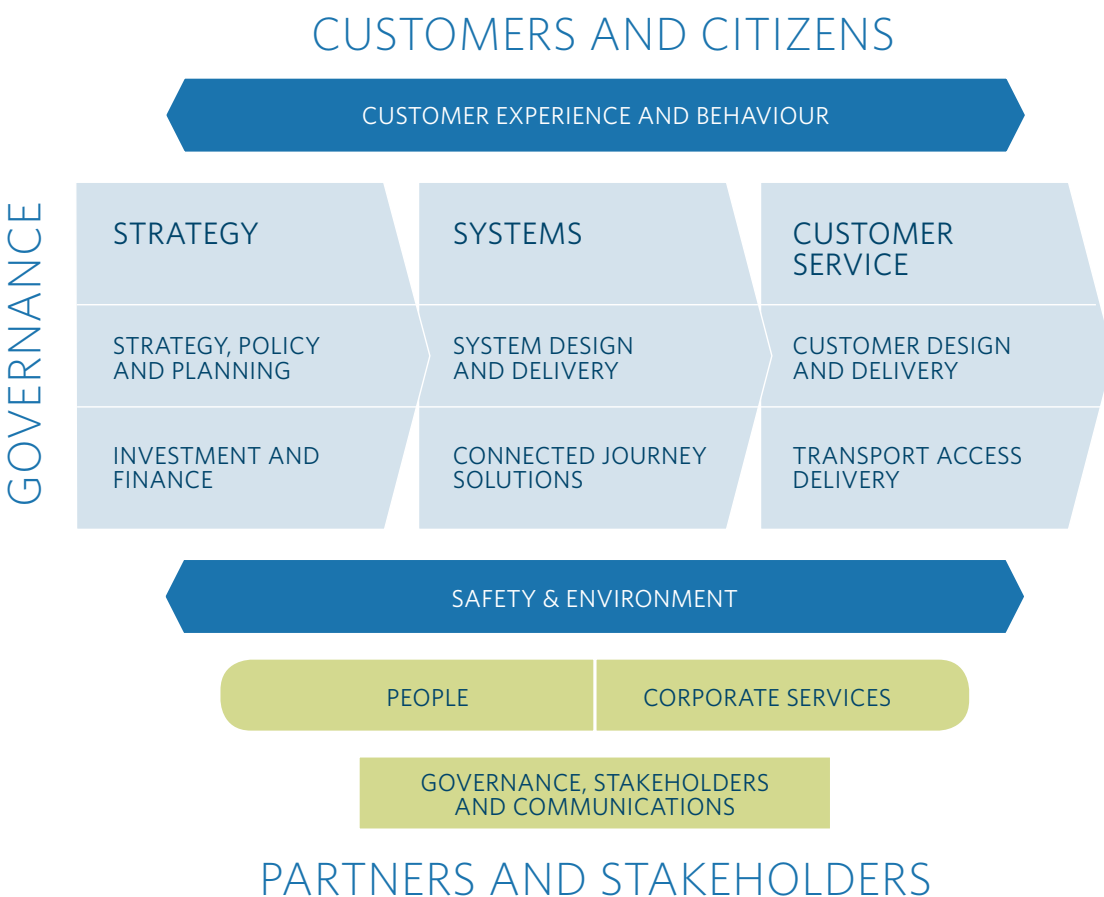 CUSTOMERS AND CITIZENS
CUSTOMER EXPERIENCE AND BEHAVIOUR
GOVERNANCE
STRATEGY
STRATEGY, POLICY
AND PLANNING
INVESTMENT AND
FINANCE
SYSTEMS
SYSTEM DESIGN
AND DELIVERY
CONNECTED JOURNEY
SOLUTIONS
CUSTOMER
SERVICE
CUSTOMER DESIGN
AND DELIVERY
TRANSPORT ACCESS
DELIVERY
SAFETY & ENVIRONMENT
PEOPLE
CORPORATE SERVICES
GOVERNANCE, STAKEHOLDERS
AND COMMUNICATIONS
PARTNERS AND STAKEHOLDERS